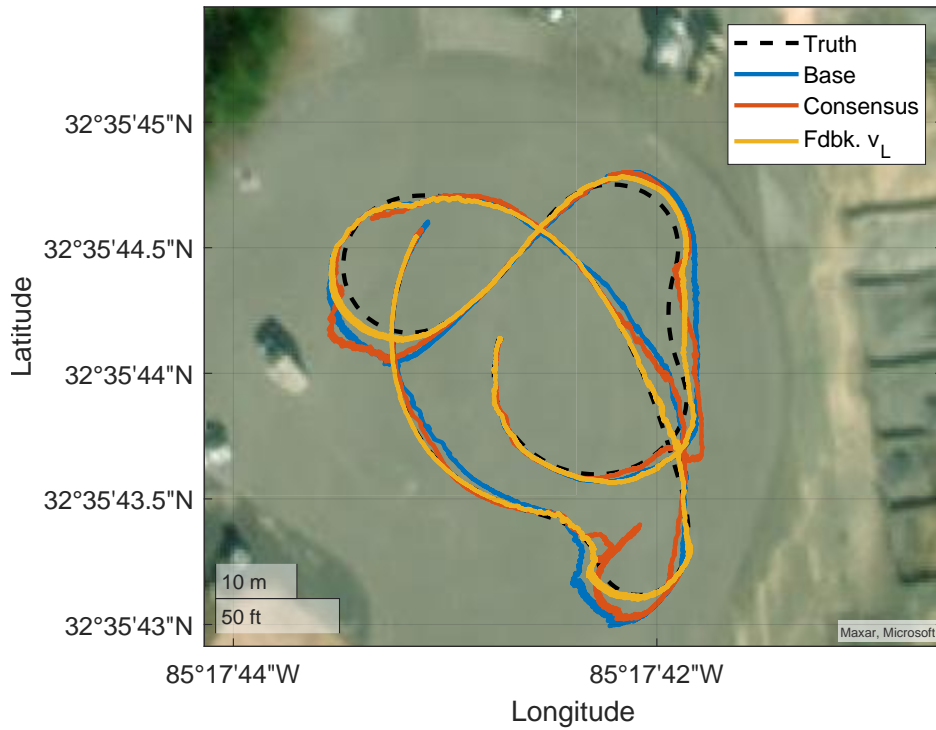 Truth
Base
Consensus
Fdbk. v_L
32°35'45"N
32°35'44.5"N
32°35'44"N
32°35'43.5"N
32°35'43"N
Latitude
10 m
50 ft
Maxar, Microsoft
85°17'44"W
85°17'42"W
Longitude